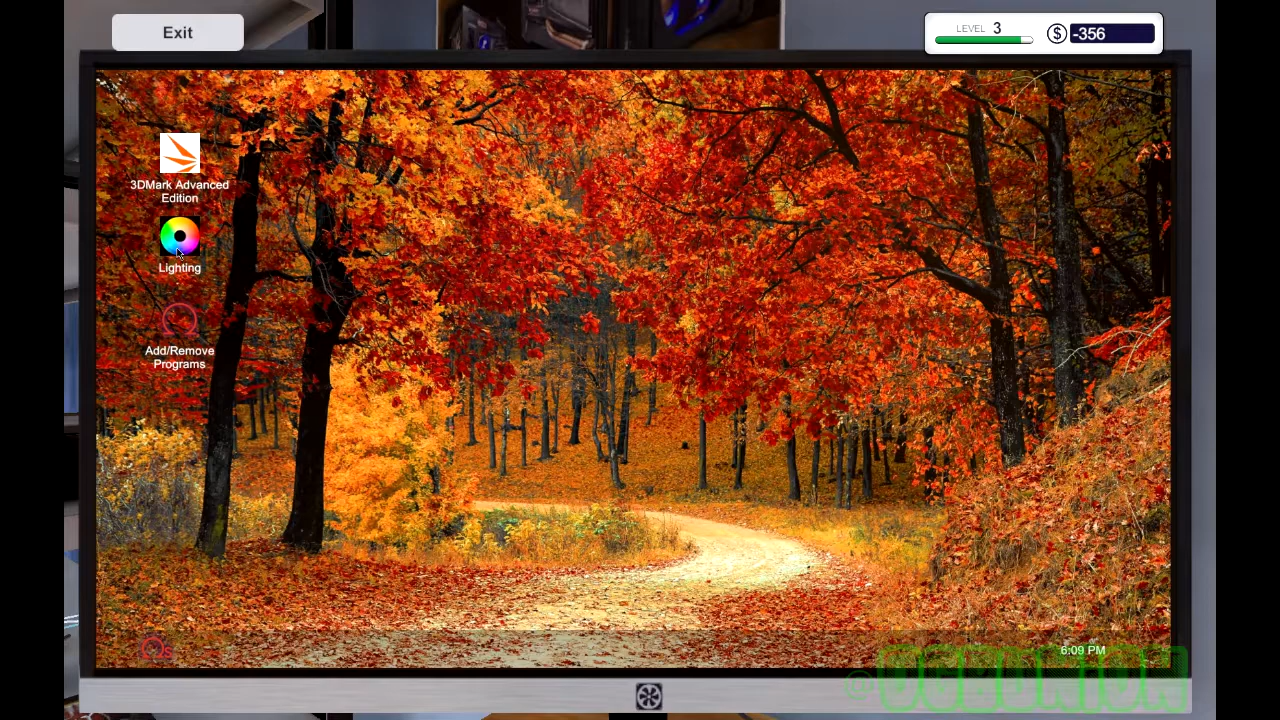 Exit
LEVEL 3
$ -356
3DMark Advanced
Edition
Lighting
Add/Remove
Programs
6:09 PM